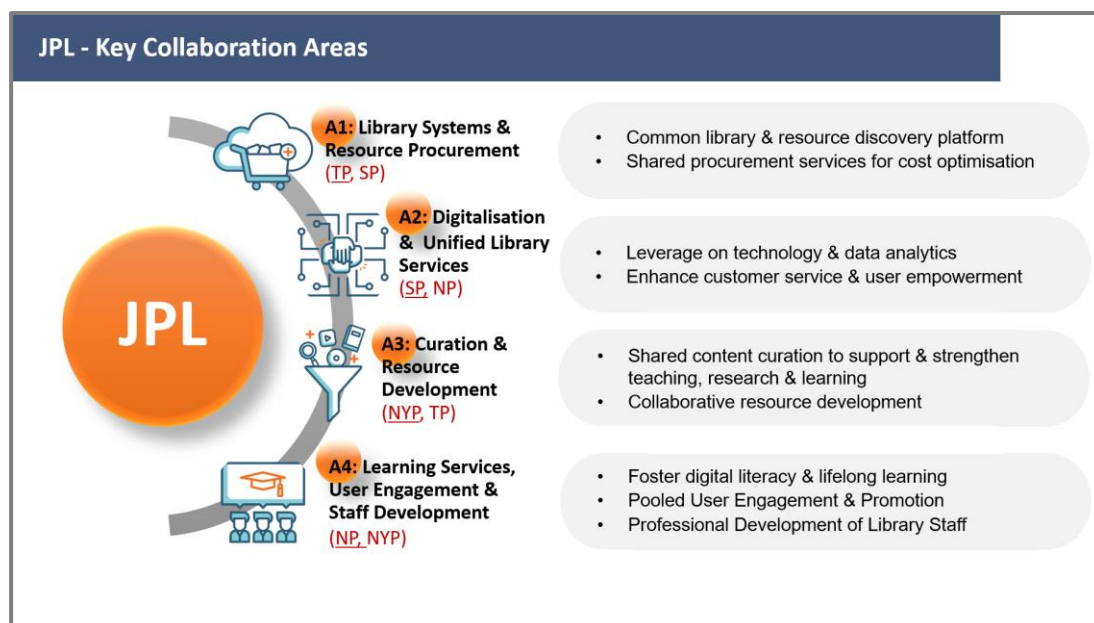 JPL - Key Collaboration Areas
JPL
A1: Library Systems &
Resource Procurement
(TP, SP)
• Common library & resource discovery platform
• Shared procurement services for cost optimisation
A2: Digitalisation
& Unified Library
Services
(SP, NP)
• Leverage on technology & data analytics
• Enhance customer service & user empowerment
A3: Curation &
Resource
Development
(NYP, TP)
• Shared content curation to support & strengthen
teaching, research & learning
• Collaborative resource development
A4: Learning Services,
User Engagement &
Staff Development
(NP, NYP)
• Foster digital literacy & lifelong learning
• Pooled User Engagement & Promotion
• Professional Development of Library Staff